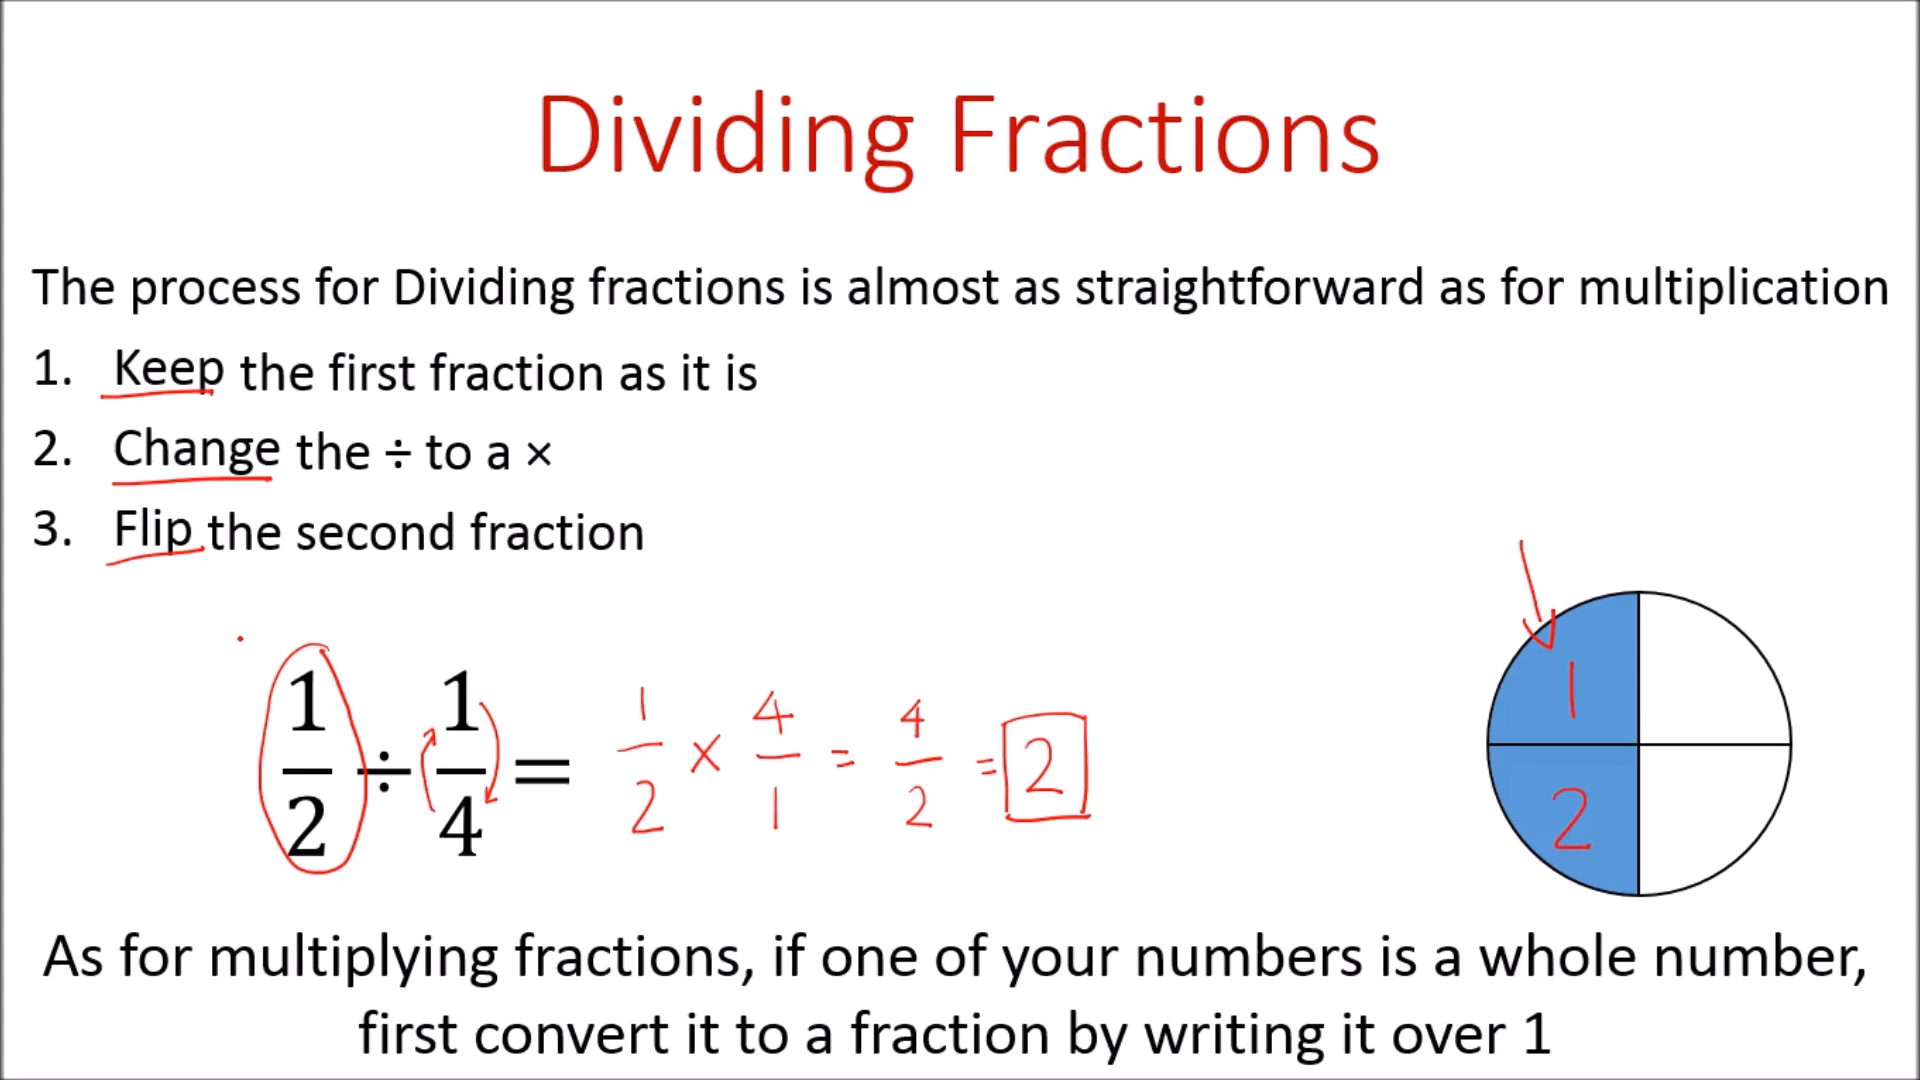 Dividing Fractions
The process for Dividing fractions is almost as straightforward as for multiplication
1. Keep the first fraction as it is
2. Change the ÷ to a ×
3. Flip the second fraction
1/2 ÷ 1/4 = 1/2 × 4/1 = 4/2 = 2
1
2
As for multiplying fractions, if one of your numbers is a whole number,
first convert it to a fraction by writing it over 1